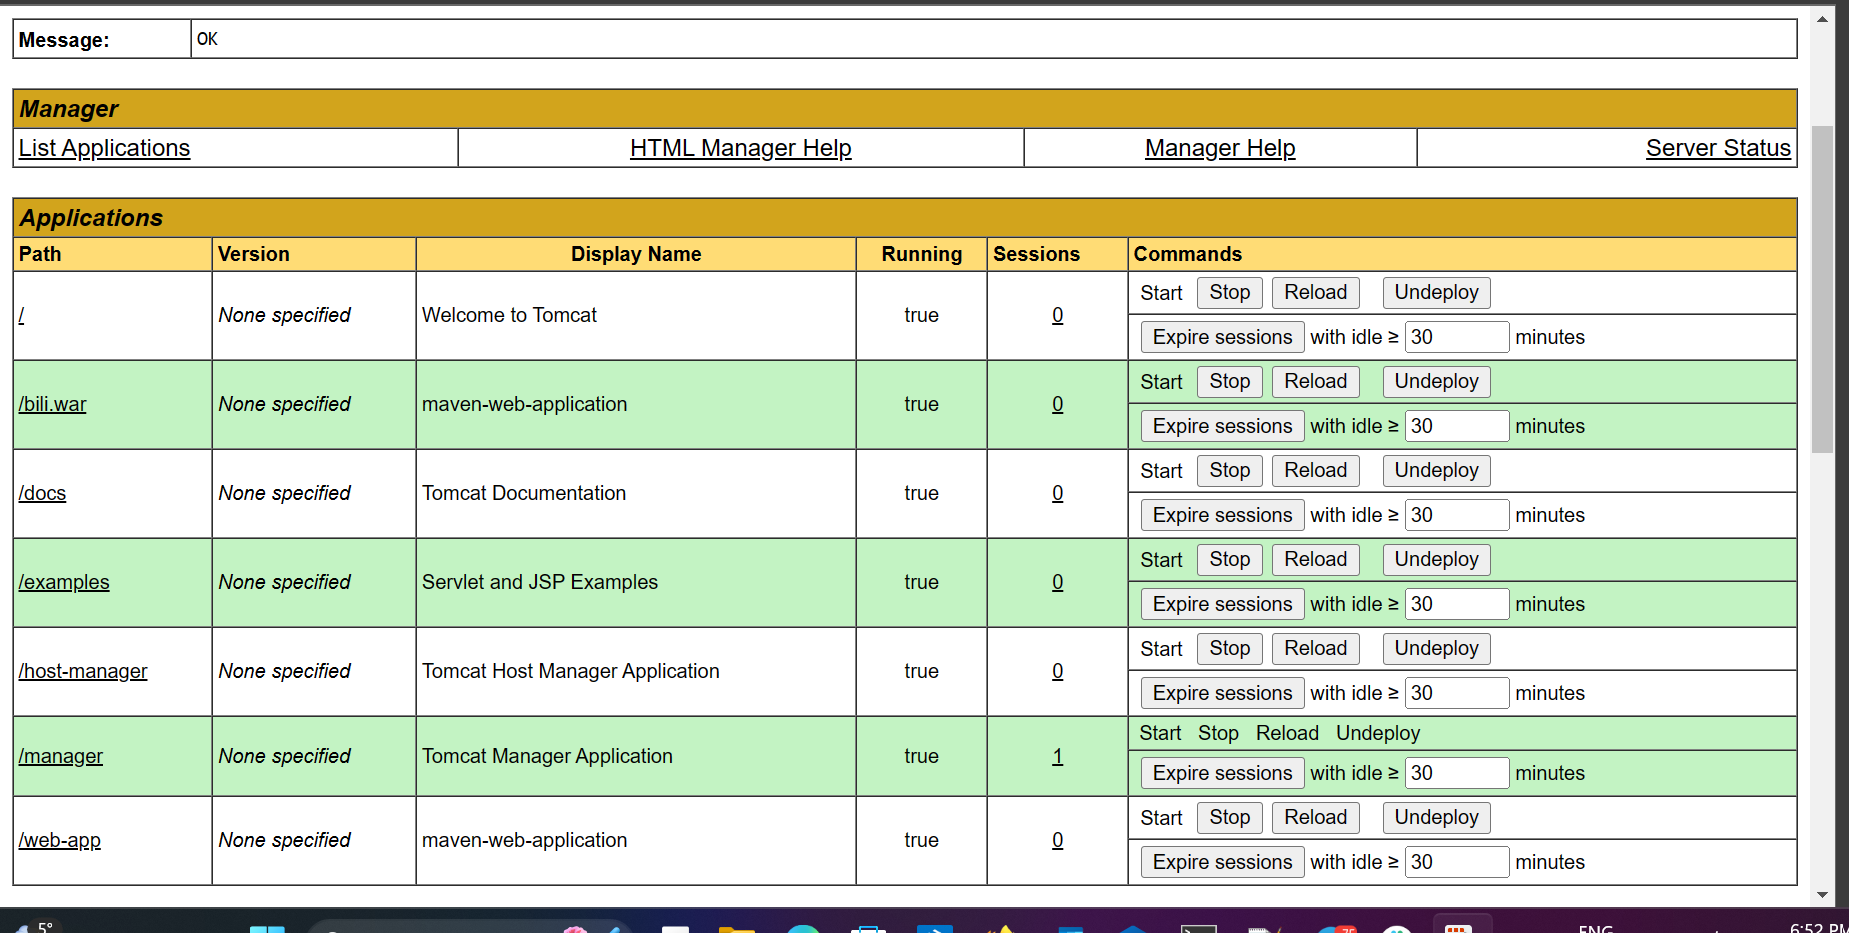 Message: OK
Manager
List Applications HTML Manager Help Manager Help Server Status
Applications
Path Version Display Name Running Sessions Commands
/ None specified Welcome to Tomcat true 0 Start Stop Reload Undeploy
Expire sessions with idle ≥ 30 minutes
/bili.war None specified maven-web-application true 0 Start Stop Reload Undeploy
Expire sessions with idle ≥ 30 minutes
/docs None specified Tomcat Documentation true 0 Start Stop Reload Undeploy
Expire sessions with idle ≥ 30 minutes
/examples None specified Servlet and JSP Examples true 0 Start Stop Reload Undeploy
Expire sessions with idle ≥ 30 minutes
/host-manager None specified Tomcat Host Manager Application true 0 Start Stop Reload Undeploy
Expire sessions with idle ≥ 30 minutes
/manager None specified Tomcat Manager Application true 1 Start Stop Reload Undeploy
Expire sessions with idle ≥ 30 minutes
/web-app None specified maven-web-application true 0 Start Stop Reload Undeploy
Expire sessions with idle ≥ 30 minutes
5° 75 ENG 6:52 PM